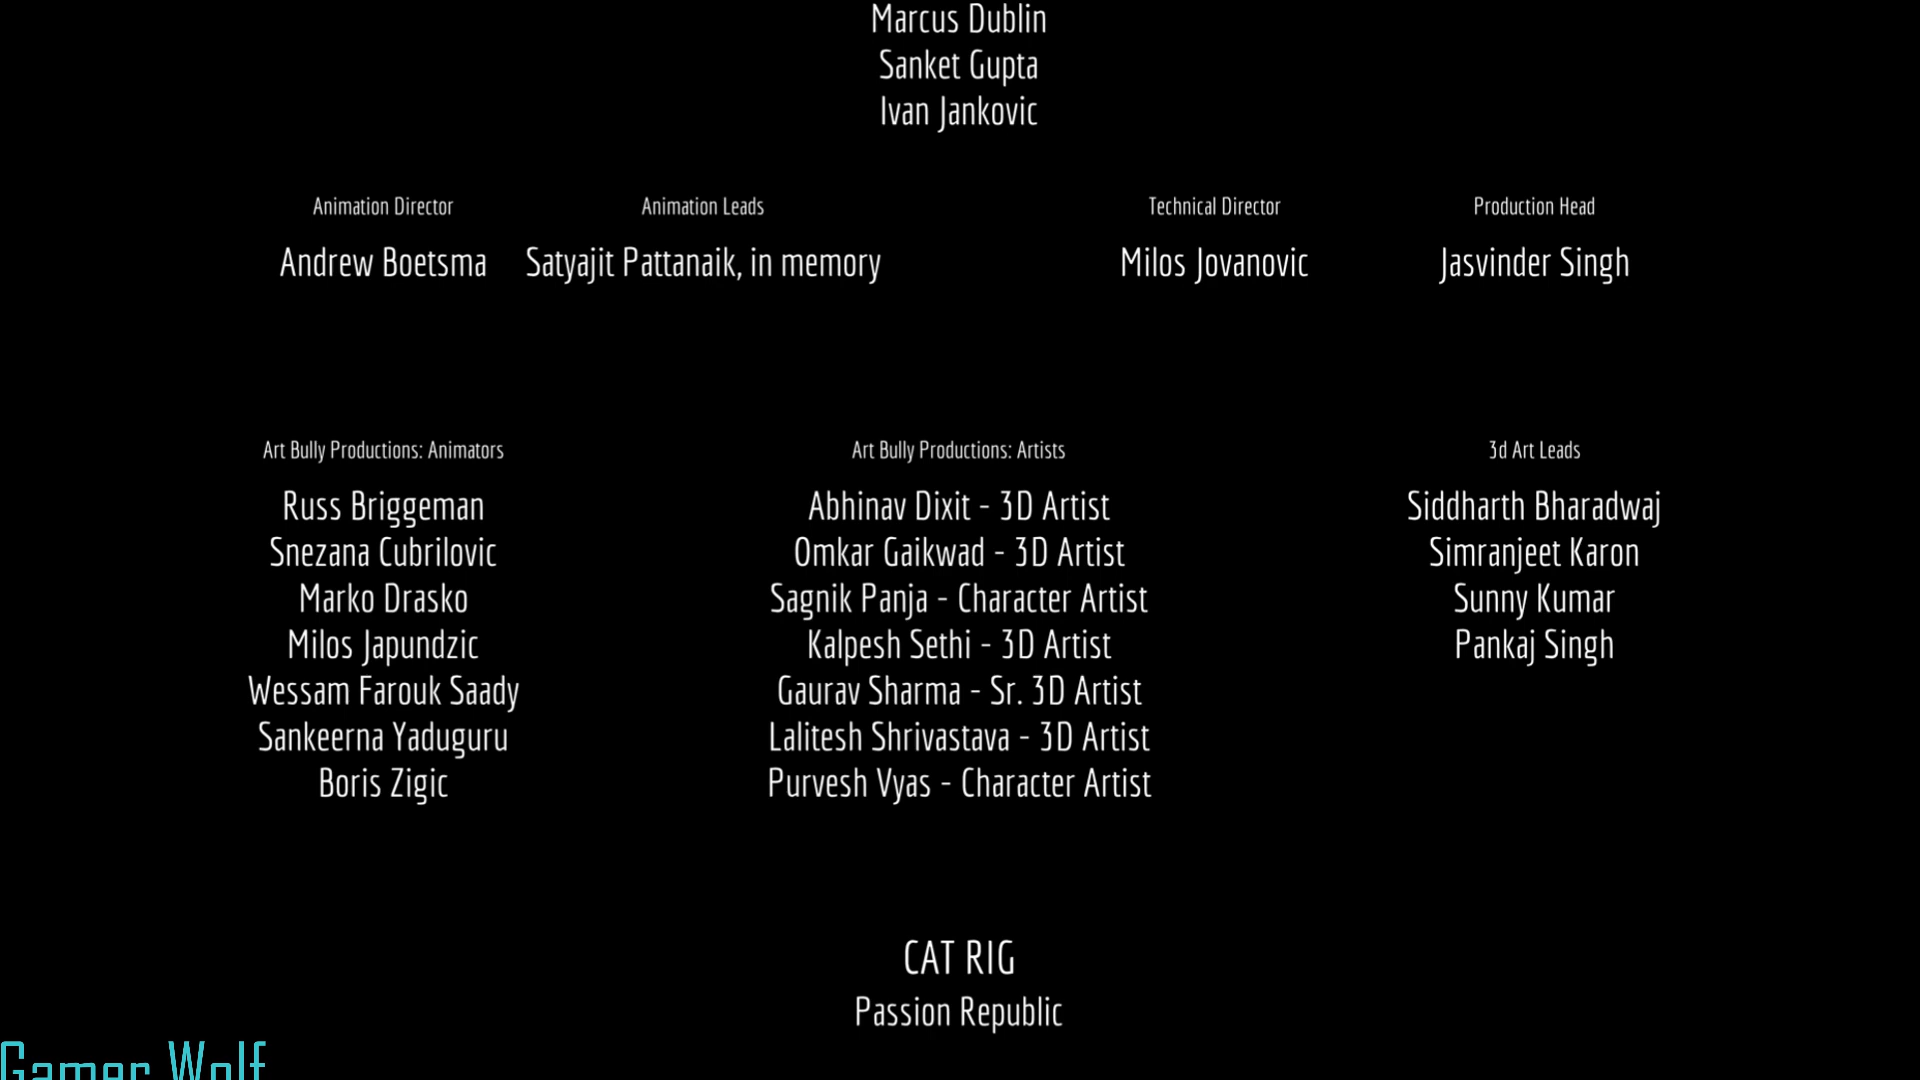 Marcus Dublin
Sanket Gupta
Ivan Jankovic
Animation Director
Andrew Boetsma
Animation Leads
Satyajit Pattanaik, in memory
Technical Director
Milos Jovanovic
Production Head
Jasvinder Singh
Art Bully Productions: Animators
Russ Briggeman
Snezana Cubrilovic
Marko Drasko
Milos Japundzic
Wessam Farouk Saady
Sankeerna Yaduguru
Boris Zigic
Art Bully Productions: Artists
Abhinav Dixit - 3D Artist
Omkar Gaikwad - 3D Artist
Sagnik Panja - Character Artist
Kalpesh Sethi - 3D Artist
Gaurav Sharma - Sr. 3D Artist
Lalitesh Shrivastava - 3D Artist
Purvesh Vyas - Character Artist
3d Art Leads
Siddharth Bharadwaj
Simranjeet Karon
Sunny Kumar
Pankaj Singh
CAT RIG
Passion Republic
Gamer Wolf